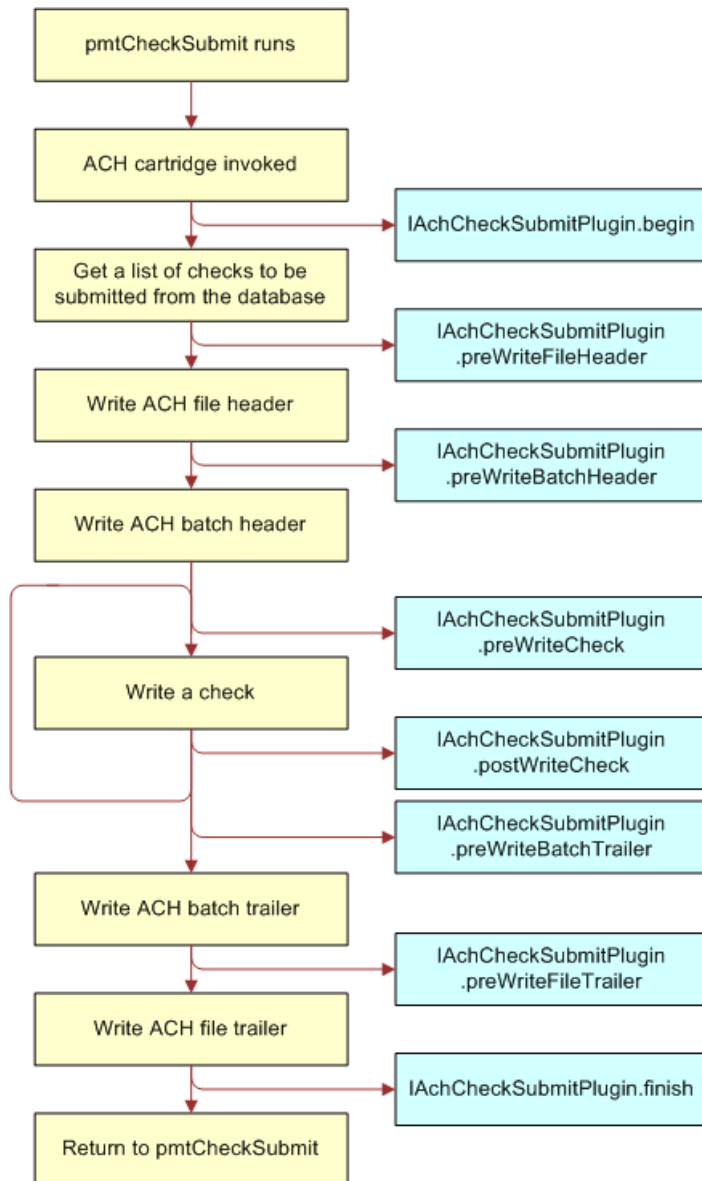 pmtCheckSubmit runs
ACH cartridge invoked
IAchCheckSubmitPlugin.begin
Get a list of checks to be
submitted from the database
IAchCheckSubmitPlugin
.preWriteFileHeader
Write ACH file header
IAchCheckSubmitPlugin
.preWriteBatchHeader
Write ACH batch header
IAchCheckSubmitPlugin
.preWriteCheck
Write a check
IAchCheckSubmitPlugin
.postWriteCheck
IAchCheckSubmitPlugin
.preWriteBatchTrailer
Write ACH batch trailer
IAchCheckSubmitPlugin
.preWriteFileTrailer
Write ACH file trailer
IAchCheckSubmitPlugin.finish
Return to pmtCheckSubmit